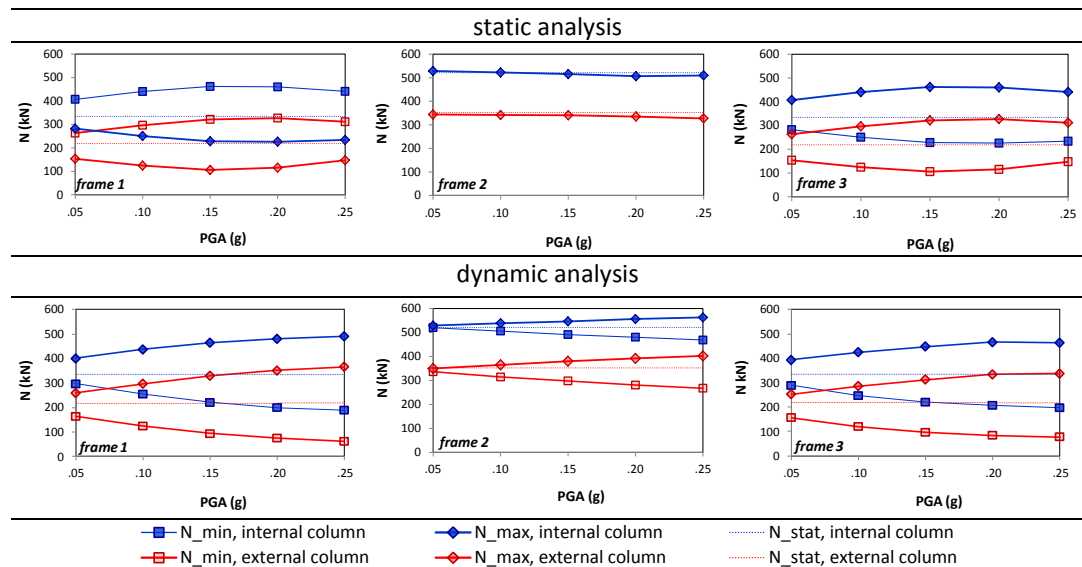 static analysis
600
500
400
300
200
100
0
N (kN)
frame 1
.05 .10 .15 .20 .25
PGA (g)
600
500
400
300
200
100
0
N (kN)
frame 2
.05 .10 .15 .20 .25
PGA (g)
600
500
400
300
200
100
0
N (kN)
frame 3
.05 .10 .15 .20 .25
PGA (g)
dynamic analysis
600
500
400
300
200
100
0
N (kN)
frame 1
.05 .10 .15 .20 .25
PGA (g)
600
500
400
300
200
100
0
N (kN)
frame 2
.05 .10 .15 .20 .25
PGA (g)
600
500
400
300
200
100
0
N (kN)
frame 3
.05 .10 .15 .20 .25
PGA (g)
N_min, internal column N_max, internal column N_stat, internal column
N_min, external column N_max, external column N_stat, external column